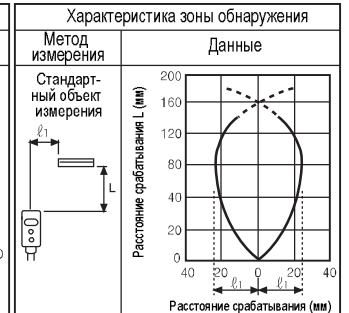 Характеристика зоны обнаружения
Метод
измерения
Данные
Стандарт-
ный объект
измерения
ℓ1
L
Расстояние срабатывания L (мм)
200
160
120
80
40
20
0
40 20 0 20 40
ℓ1 ℓ1
Расстояние срабатывания (мм)